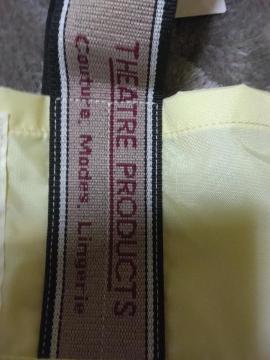 THEATRE PRODUCTS
Couture, Modes, Lingerie